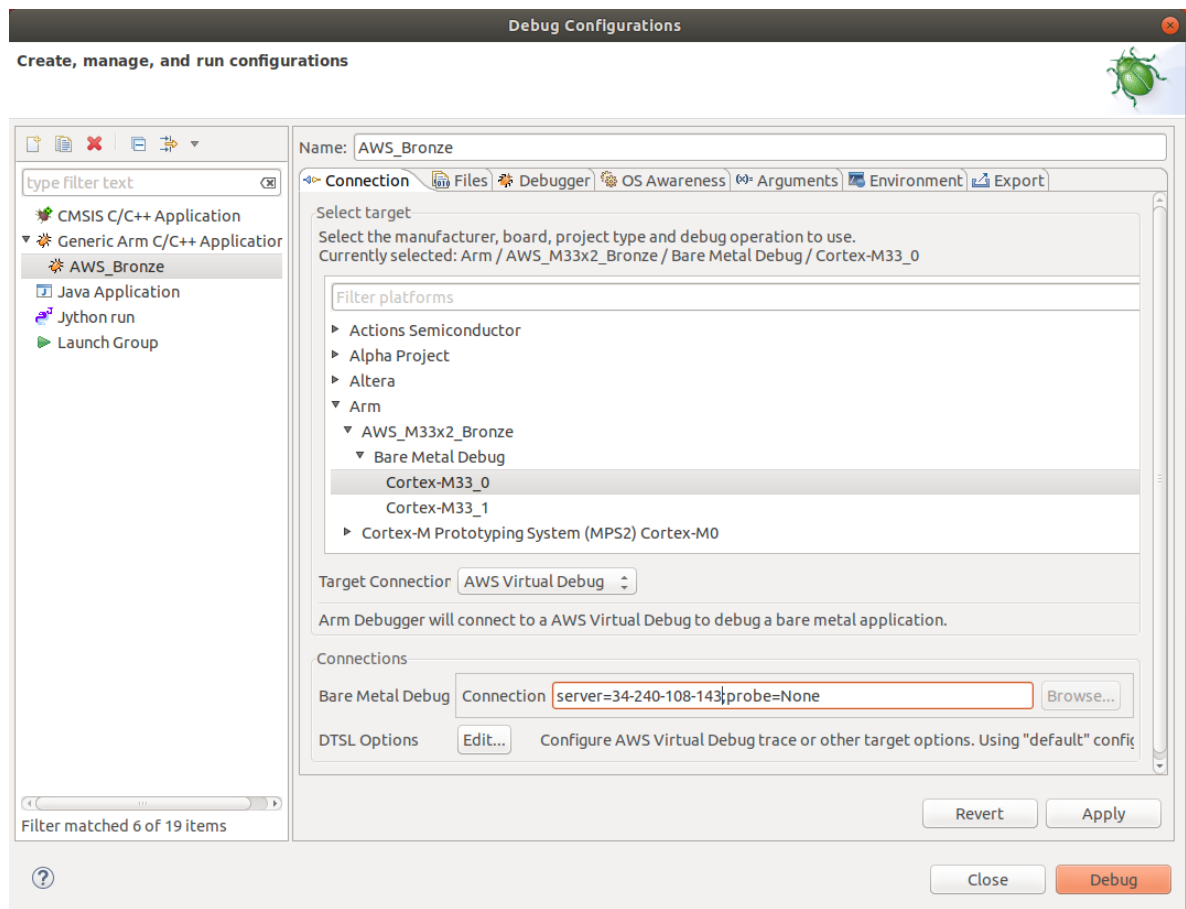 Debug Configurations
Create, manage, and run configurations
Name: AWS_Bronze
type filter text
CMSIS C/C++ Application
Generic Arm C/C++ Application
AWS_Bronze
Java Application
Jython run
Launch Group
Filter matched 6 of 19 items
Connection Files Debugger OS Awareness (x)= Arguments Environment Export
Select target
Select the manufacturer, board, project type and debug operation to use.
Currently selected: Arm / AWS_M33x2_Bronze / Bare Metal Debug / Cortex-M33_0
Filter platforms
Actions Semiconductor
Alpha Project
Altera
Arm
AWS_M33x2_Bronze
Bare Metal Debug
Cortex-M33_0
Cortex-M33_1
Cortex-M Prototyping System (MPS2) Cortex-M0
Target Connection AWS Virtual Debug
Arm Debugger will connect to a AWS Virtual Debug to debug a bare metal application.
Connections
Bare Metal Debug Connection server=34-240-108-143;probe=None Browse...
DTSL Options Edit... Configure AWS Virtual Debug trace or other target options. Using "default" config
Revert Apply
Close Debug